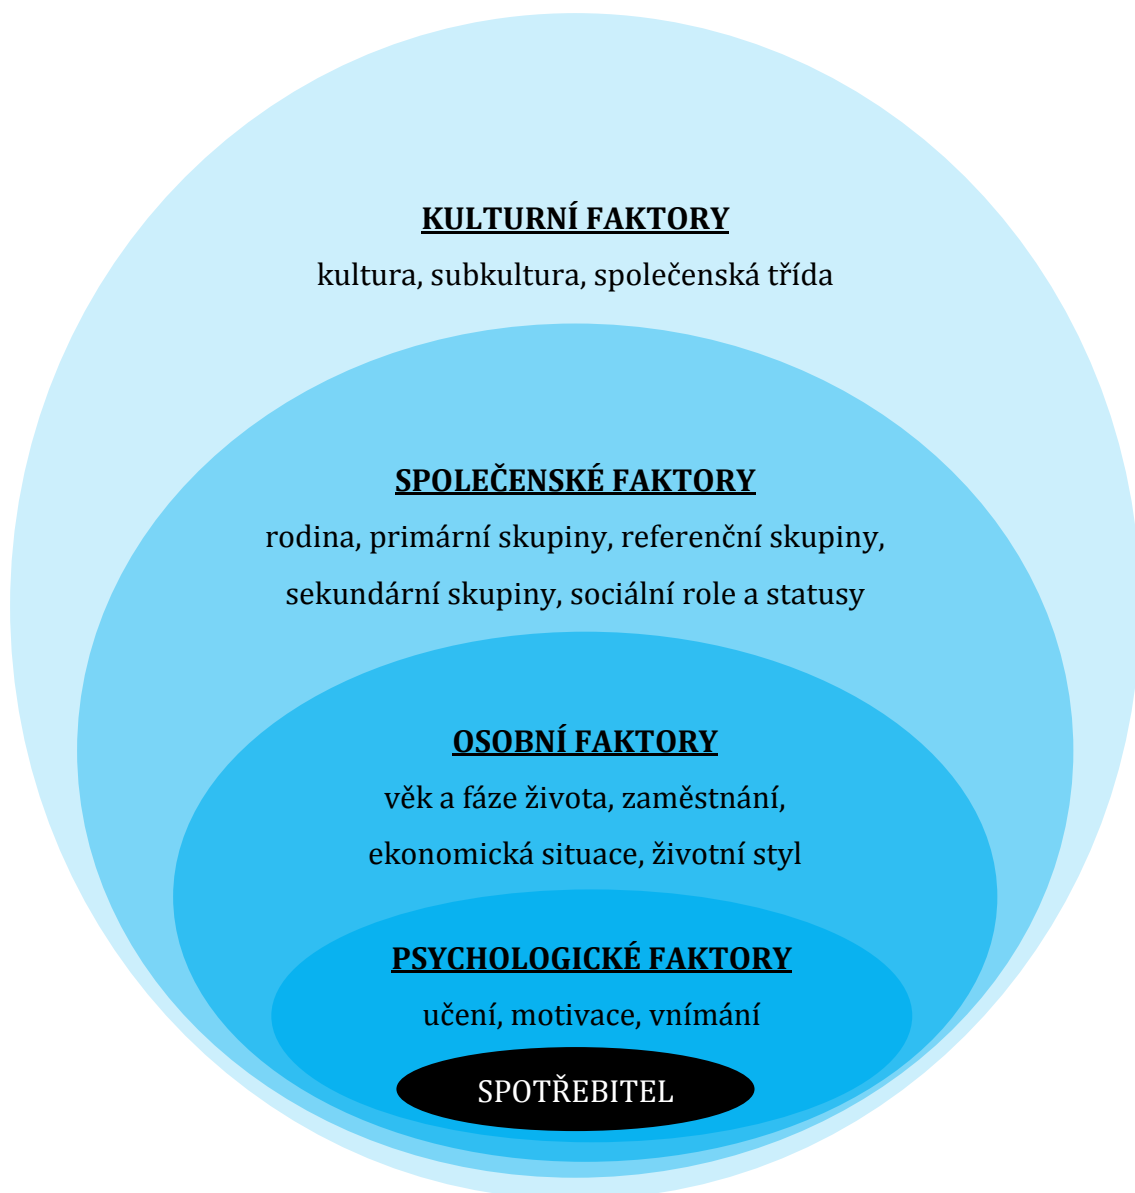 KULTURNÍ FAKTORY
kultura, subkultura, společenská třída
SPOLEČENSKÉ FAKTORY
rodina, primární skupiny, referenční skupiny,
sekundární skupiny, sociální role a statusy
OSOBNÍ FAKTORY
věk a fáze života, zaměstnání,
ekonomická situace, životní styl
PSYCHOLOGICKÉ FAKTORY
učení, motivace, vnímání
SPOTŘEBITEL